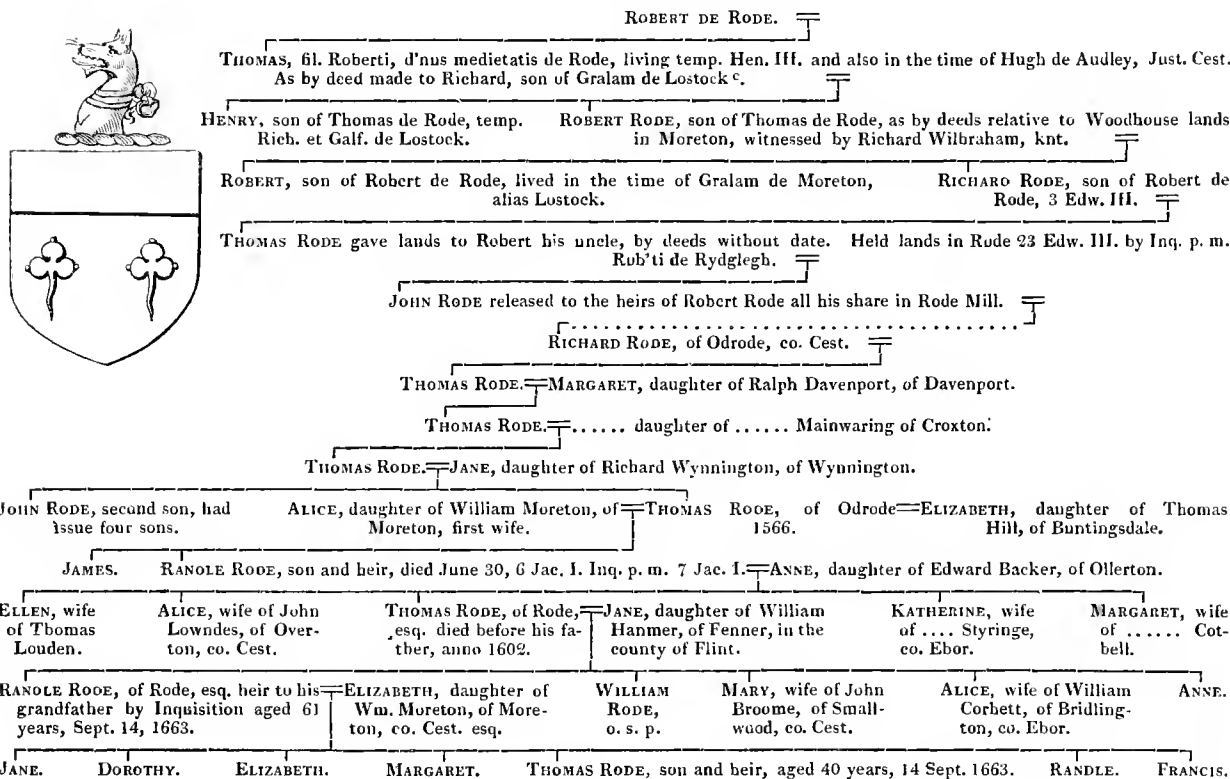 ROBERT DE RODE.
THOMAS, fil. Roberti, d'nus medietatis de Rode, living temp. Hen. III. and also in the time of Hugh de Audley, Just. Cest.
As by deed made to Richard, son of Gralam de Lostock c.
HENRY, son of Thomas de Rode, temp.
Rich. et Galf. de Lostock.
ROBERT RODE, son of Thomas de Rode, as by deeds relative to Woodhouse lands
in Moreton, witnessed by Richard Wilbraham, knt.
ROBERT, son of Robert de Rode, lived in the time of Gralam de Moreton,
alias Lostock.
RICHARD RODE, son of Robert de
Rode, 3 Edw. III.
THOMAS RODE gave lands to Robert his uncle, by deeds without date. Held lands in Rode 23 Edw. III. by Inq. p. m.
Rob'ti de Rydglegh.
JOHN RODE released to the heirs of Robert Rode all his share in Rode Mill.
RICHARD RODE, of Odrode, co. Cest.
THOMAS RODE. MARGARET, daughter of Ralph Davenport, of Davenport.
THOMAS RODE. ...... daughter of ...... Mainwaring of Croxton.
THOMAS RODE. JANE, daughter of Richard Wynnington, of Wynnington.
JOHN RODE, second son, had
issue four sons.
ALICE, daughter of William Moreton, of
Moreton, first wife.
THOMAS RODE, of Odrode
1566.
ELIZABETH, daughter of Thomas
Hill, of Buntingsdale.
JAMES.
RANDLE RODE, son and heir, died June 30, 6 Jac. I. Inq. p. m. 7 Jac. I. ANNE, daughter of Edward Backer, of Ollerton.
ELLEN, wife
of Thomas
Louden.
ALICE, wife of John
Lowndes, of Over-
ton, co. Cest.
THOMAS RODE, of Rode,
esq. died before his fa-
ther, anno 1602.
JANE, daughter of William
Hanmer, of Fenner, in the
county of Flint.
KATHERINE, wife
of .... Styringe,
co. Ebor.
MARGARET, wife
of ...... Cot-
bell.
RANDLE RODE, of Rode, esq. heir to his
grandfather by Inquisition aged 61
years, Sept. 14, 1663.
ELIZABETH, daughter of
Wm. Moreton, of More-
ton, co. Cest. esq.
WILLIAM
RODE,
o. s. p.
MARY, wife of John
Broome, of Small-
wood, co. Cest.
ALICE, wife of William
Corbett, of Bridling-
ton, co. Ebor.
ANNE.
JANE.
DOROTHY.
ELIZABETH.
MARGARET.
THOMAS RODE, son and heir, aged 40 years, 14 Sept. 1663.
RANDLE.
FRANCIS.